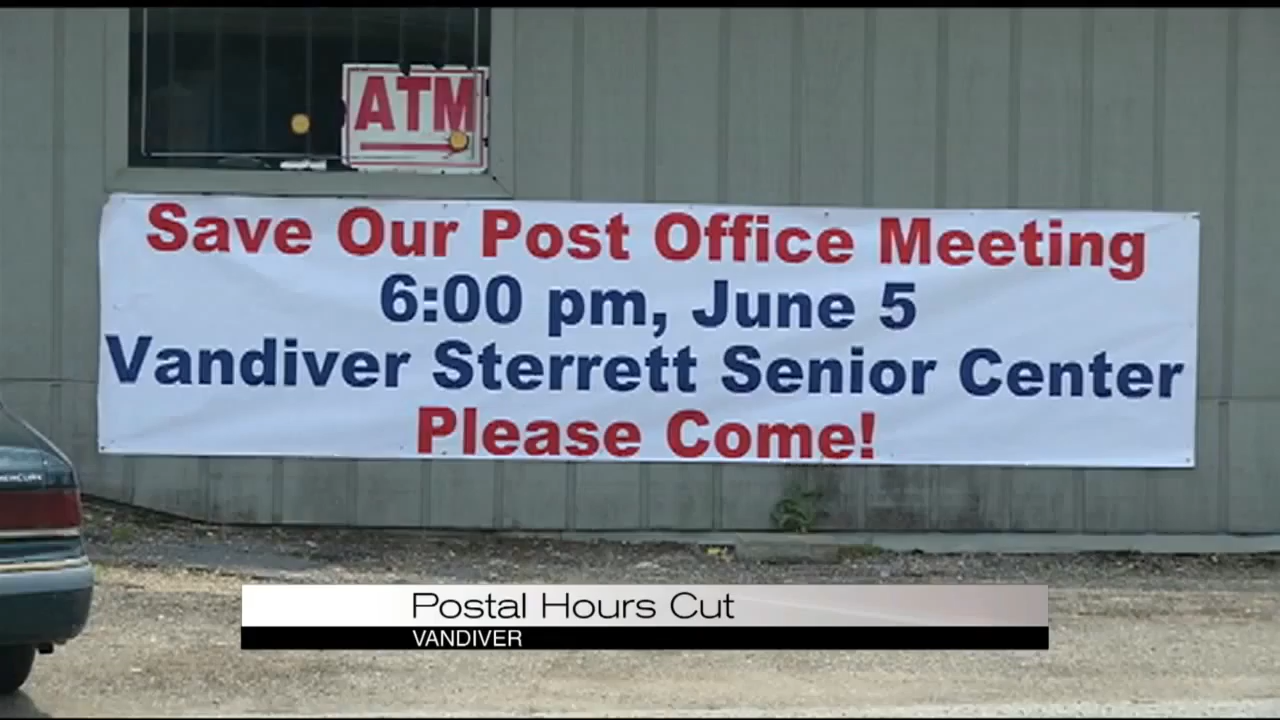 ATM
Save Our Post Office Meeting
6:00 pm, June 5
Vandiver Sterrett Senior Center
Please Come!
MERCURY
Postal Hours Cut
VANDIVER